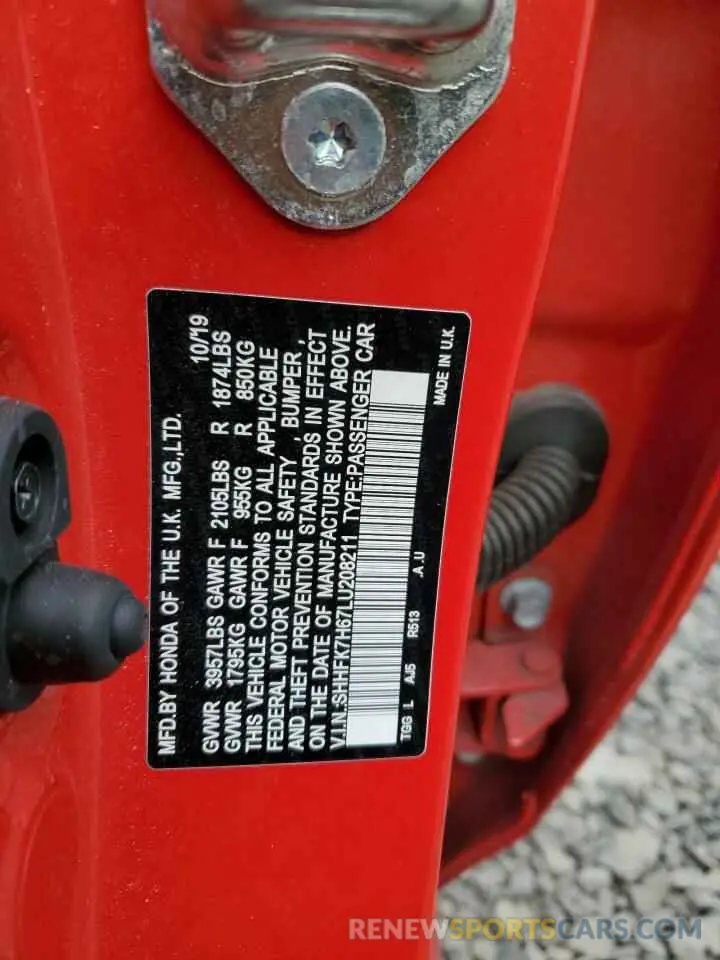 MFD.BY HONDA OF THE U.K. MFG.,LTD. 10/'19
GVWR 3957LBS GAWR F 2105LBS R 1874LBS
GVWR 1795KG GAWR F 955KG R 850KG
THIS VEHICLE CONFORMS TO ALL APPLICABLE
FEDERAL MOTOR VEHICLE SAFETY , BUMPER ,
AND THEFT PREVENTION STANDARDS IN EFFECT
ON THE DATE OF MANUFACTURE SHOWN ABOVE.
V.I.N.:SHHFK7H67LU208211 TYPE:PASSENGER CAR
TGG L AJ5 R513 .A .U MADE IN U.K.
RENEWSPORTSCARS.COM